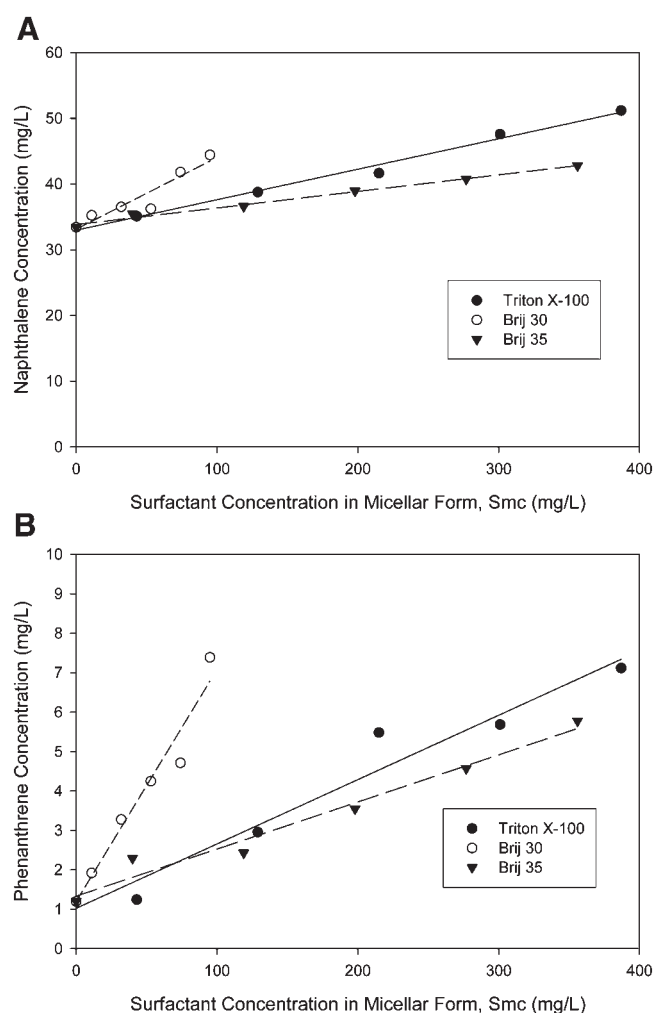 A
60
50
40
30
20
10
0
Naphthalene Concentration (mg/L)
Triton X-100
Brij 30
Brij 35
0 100 200 300 400
Surfactant Concentration in Micellar Form, Smc (mg/L)
B
10
9
8
7
6
5
4
3
2
1
0
Phenanthrene Concentration (mg/L)
Triton X-100
Brij 30
Brij 35
0 100 200 300 400
Surfactant Concentration in Micellar Form, Smc (mg/L)